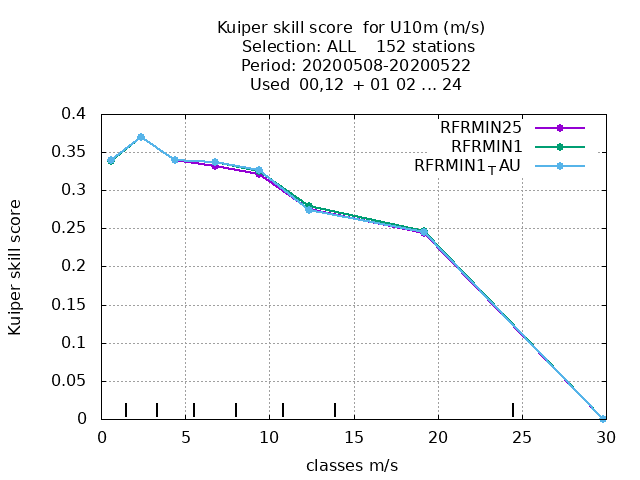 Kuiper skill score  for U10m (m/s)
Selection: ALL    152 stations
Period: 20200508-20200522
Used  00,12  + 01 02 ... 24
0.4
0.35
0.3
0.25
0.2
0.15
0.1
0.05
0
Kuiper skill score
RFRMIN25
RFRMIN1
RFRMIN1TAU
0 5 10 15 20 25 30
classes m/s